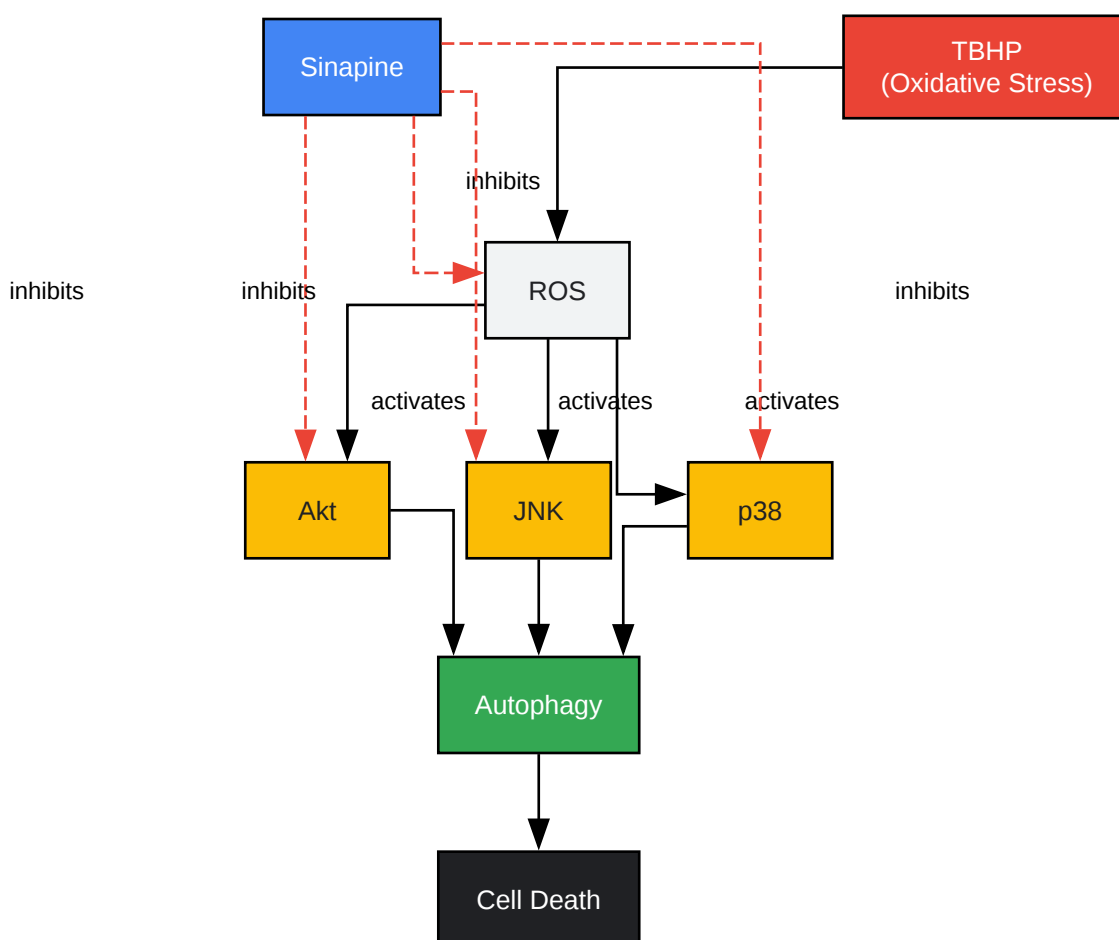 Sinapine
TBHP
(Oxidative Stress)
inhibits
ROS
inhibits
inhibits
inhibits
activates
activates
activates
Akt
JNK
p38
Autophagy
Cell Death